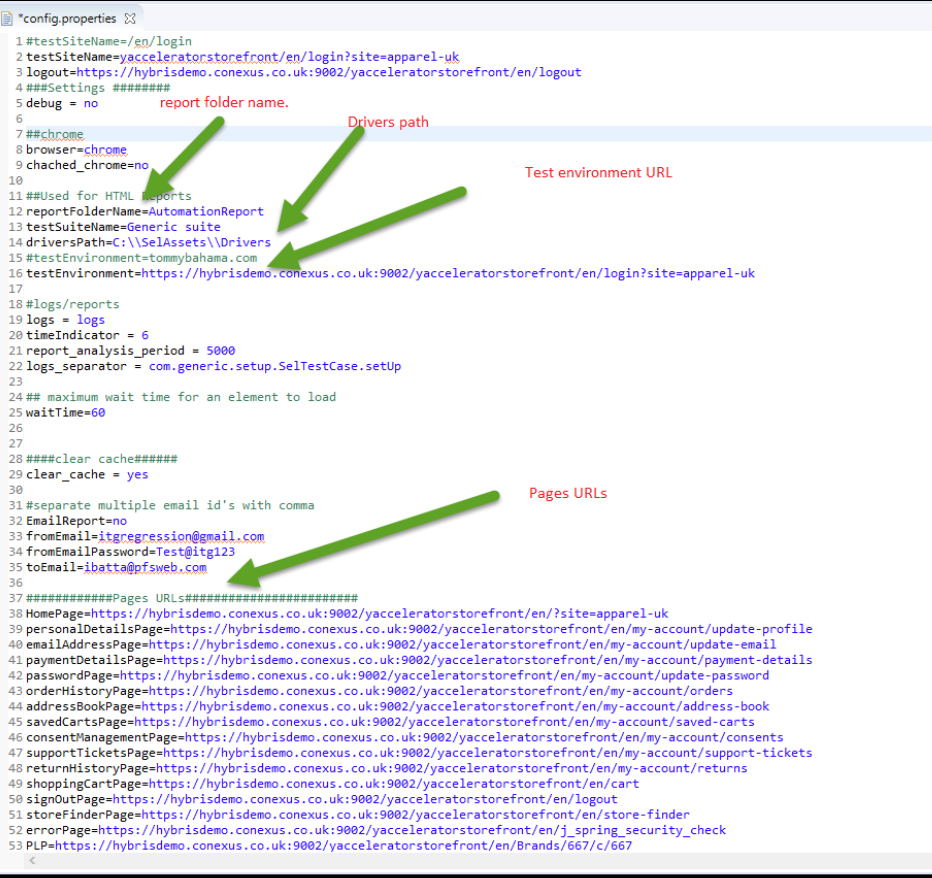 *config.properties
1 #testSiteName=/en/login
2 testSiteName=yacceleratorstorefront/en/login?site=apparel-uk
3 logout=https://hybrisdemo.conexus.co.uk:9002/yacceleratorstorefront/en/logout
4 ###Settings ########
5 debug = no
report folder name.
Drivers path
6
7 ##chrome
8 browser=chrome
9 chached_chrome=no
Test environment URL
10
11 ##Used for HTML Reports
12 reportFolderName=AutomationReport
13 testSuiteName=Generic suite
14 driversPath=C:\\SelAssets\\Drivers
15 #testEnvironment=tommybahama.com
16 testEnvironment=https://hybrisdemo.conexus.co.uk:9002/yacceleratorstorefront/en/login?site=apparel-uk
17
18 #logs/reports
19 logs = logs
20 timeIndicator = 6
21 report_analysis_period = 5000
22 logs_separator = com.generic.setup.SelTestCase.setUp
23
24 ## maximum wait time for an element to load
25 waitTime=60
26
27
28 ####clear cache######
29 clear_cache = yes
30
Pages URLs
31 #separate multiple email id's with comma
32 EmailReport=no
33 fromEmail=itgregression@gmail.com
34 fromEmailPassword=Test@itg123
35 toEmail=ibatta@pfsweb.com
36
37 ############Pages URLs########################
38 HomePage=https://hybrisdemo.conexus.co.uk:9002/yacceleratorstorefront/en/?site=apparel-uk
39 personalDetailsPage=https://hybrisdemo.conexus.co.uk:9002/yacceleratorstorefront/en/my-account/update-profile
40 emailAddressPage=https://hybrisdemo.conexus.co.uk:9002/yacceleratorstorefront/en/my-account/update-email
41 paymentDetailsPage=https://hybrisdemo.conexus.co.uk:9002/yacceleratorstorefront/en/my-account/payment-details
42 passwordPage=https://hybrisdemo.conexus.co.uk:9002/yacceleratorstorefront/en/my-account/update-password
43 orderHistoryPage=https://hybrisdemo.conexus.co.uk:9002/yacceleratorstorefront/en/my-account/orders
44 addressBookPage=https://hybrisdemo.conexus.co.uk:9002/yacceleratorstorefront/en/my-account/address-book
45 savedCartsPage=https://hybrisdemo.conexus.co.uk:9002/yacceleratorstorefront/en/my-account/saved-carts
46 consentManagementPage=https://hybrisdemo.conexus.co.uk:9002/yacceleratorstorefront/en/my-account/consents
47 supportTicketsPage=https://hybrisdemo.conexus.co.uk:9002/yacceleratorstorefront/en/my-account/support-tickets
48 returnHistoryPage=https://hybrisdemo.conexus.co.uk:9002/yacceleratorstorefront/en/my-account/returns
49 shoppingCartPage=https://hybrisdemo.conexus.co.uk:9002/yacceleratorstorefront/en/cart
50 signOutPage=https://hybrisdemo.conexus.co.uk:9002/yacceleratorstorefront/en/logout
51 storeFinderPage=https://hybrisdemo.conexus.co.uk:9002/yacceleratorstorefront/en/store-finder
52 errorPage=https://hybrisdemo.conexus.co.uk:9002/yacceleratorstorefront/en/j_spring_security_check
53 PLP=https://hybrisdemo.conexus.co.uk:9002/yacceleratorstorefront/en/Brands/667/c/667